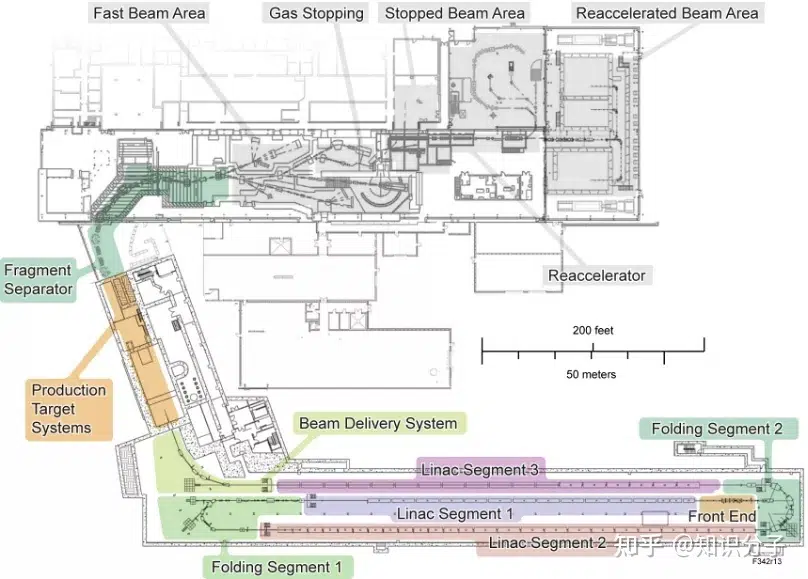 Fast Beam Area
Gas Stopping
Stopped Beam Area
Reaccelerated Beam Area
Fragment
Separator
Reaccelerator
200 feet
50 meters
Production
Target
Systems
Beam Delivery System
Folding Segment 2
Linac Segment 3
Linac Segment 1
Front End
Linac Segment 2
知乎 @知识分子
F342r13
Folding Segment 1